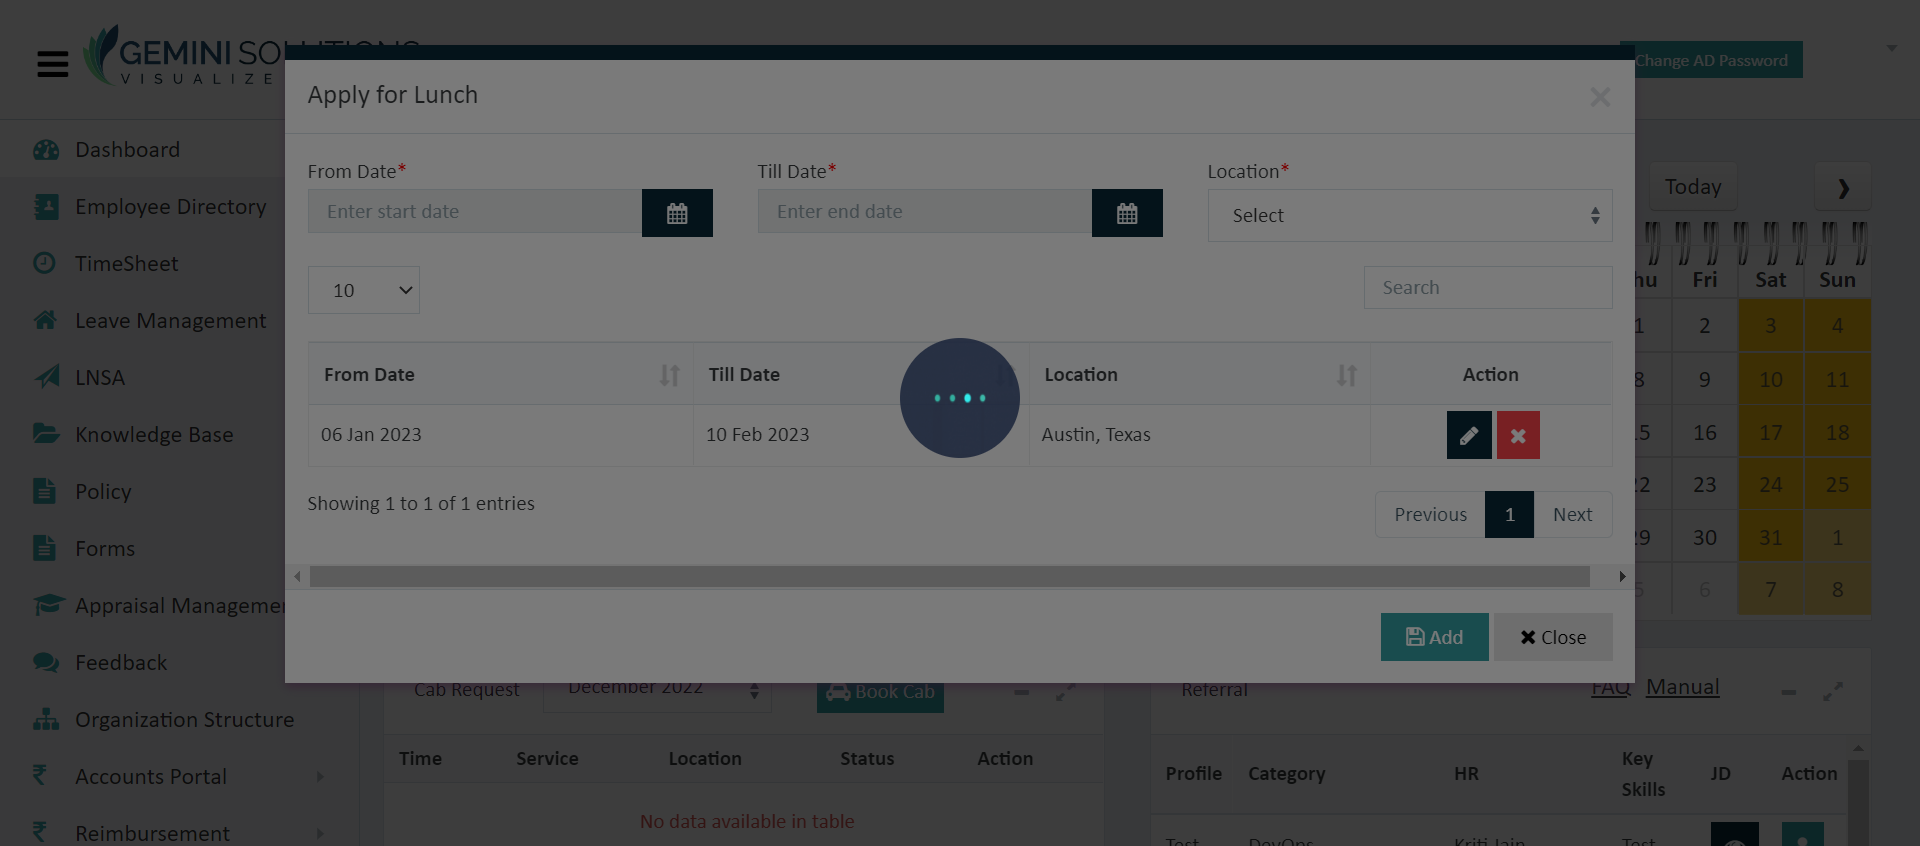 GEMINI SO
VISUALIZE
Change AD Password
Apply for Lunch
×
Dashboard
Employee Directory
TimeSheet
Leave Management
LNSA
Knowledge Base
Policy
Forms
Appraisal Managemen
Feedback
Organization Structure
Accounts Portal
Reimbursement
From Date* Till Date* Location*
Enter start date Enter end date Select
10 Search
From Date Till Date Location Action
06 Jan 2023 10 Feb 2023 Austin, Texas
Showing 1 to 1 of 1 entries
Previous 1 Next
Add Close
Today
hu Fri Sat Sun
1 2 3 4
8 9 10 11
15 16 17 18
22 23 24 25
29 30 31 1
5 6 7 8
Cab Request December 2022 Book Cab
Time Service Location Status Action
No data available in table
Referral FAQ Manual
Profile Category HR Key Skills JD Action
Test DevOps Kriti Jain Test